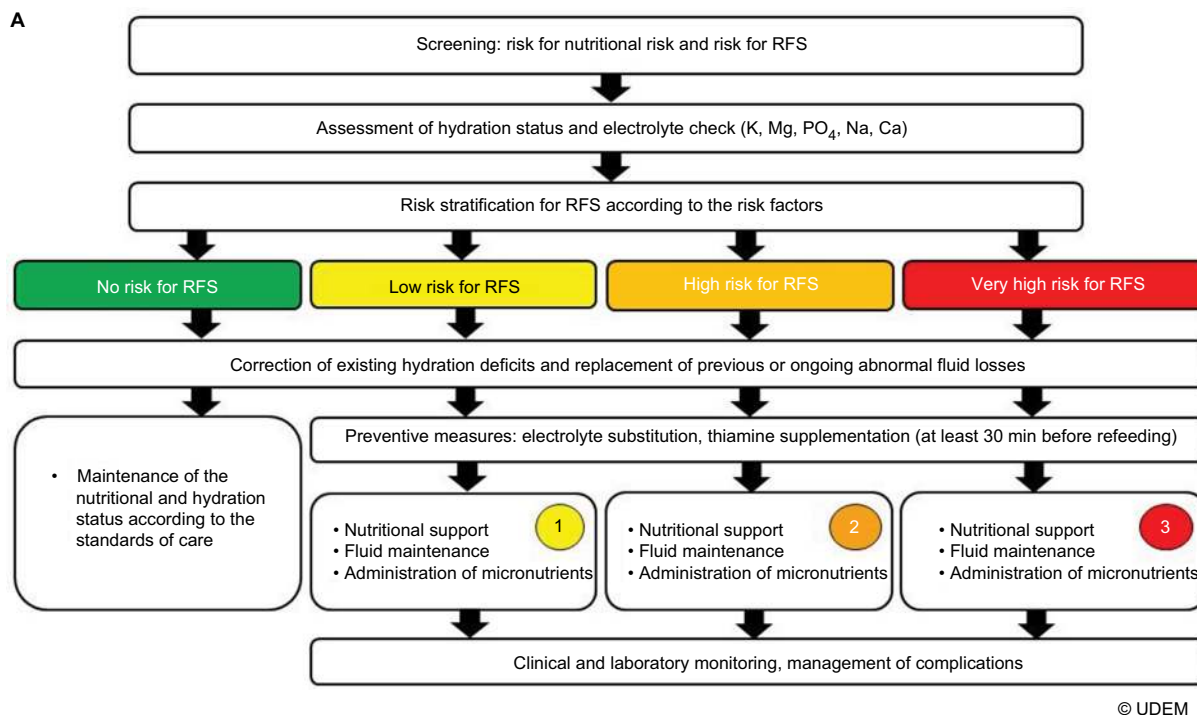 A
Screening: risk for nutritional risk and risk for RFS
Assessment of hydration status and electrolyte check (K, Mg, PO₄, Na, Ca)
Risk stratification for RFS according to the risk factors
No risk for RFS
Low risk for RFS
High risk for RFS
Very high risk for RFS
Correction of existing hydration deficits and replacement of previous or ongoing abnormal fluid losses
• Maintenance of the
nutritional and hydration
status according to the
standards of care
Preventive measures: electrolyte substitution, thiamine supplementation (at least 30 min before refeeding)
1
• Nutritional support
• Fluid maintenance
• Administration of micronutrients
2
• Nutritional support
• Fluid maintenance
• Administration of micronutrients
3
• Nutritional support
• Fluid maintenance
• Administration of micronutrients
Clinical and laboratory monitoring, management of complications
© UDEM